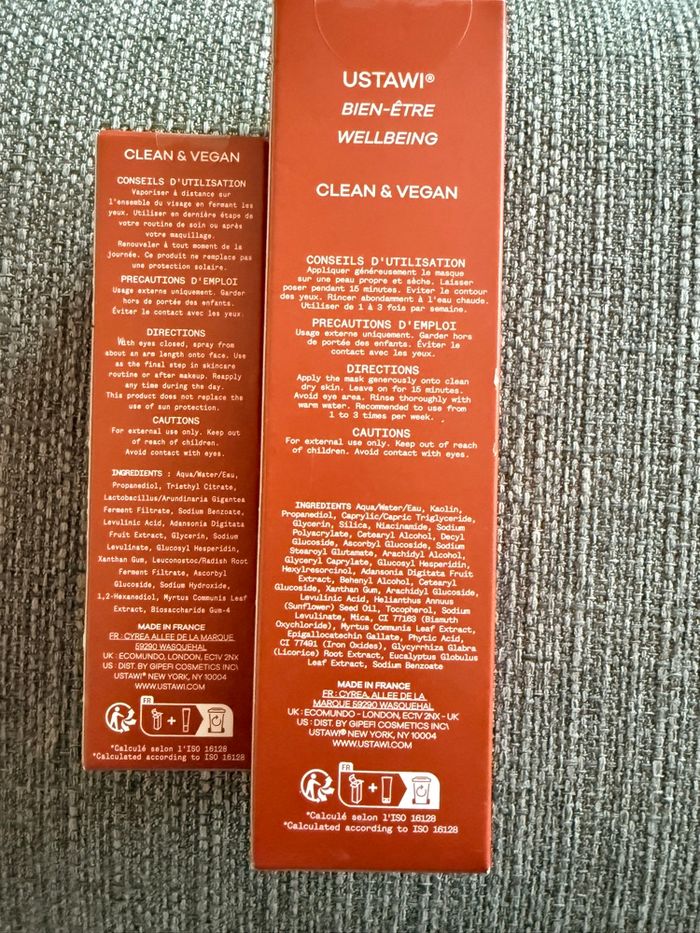 CLEAN & VEGAN
CONSEILS D'UTILISATION
Vaporiser à distance sur
l'ensemble du visage en fermant les
yeux. Utiliser en dernière étape de
votre routine de soin ou après
votre maquillage.
Renouveler à tout moment de la
journée. Ce produit ne remplace pas
une protection solaire.
PRECAUTIONS D'EMPLOI
Usage externe uniquement. Garder
hors de portée des enfants.
Éviter le contact avec les yeux.
DIRECTIONS
With eyes closed, spray from
about an arm length onto face. Use
as the final step in skincare
routine or after makeup. Reapply
any time during the day.
This product does not replace the
use of sun protection.
CAUTIONS
For external use only. Keep out
of reach of children.
Avoid contact with eyes.
INGREDIENTS : Aqua/Water/Eau,
Propanediol, Triethyl Citrate,
Lactobacillus/Arundinaria Gigantea
Ferment Filtrate, Sodium Benzoate,
Levulinic Acid, Adansonia Digitata
Fruit Extract, Glycerin, Sodium
Levulinate, Glucosyl Hesperidin,
Xanthan Gum, Leuconostoc/Radish Root
Ferment Filtrate, Ascorbyl
Glucoside, Sodium Hydroxide,
1,2-Hexanediol, Myrtus Communis Leaf
Extract, Biosaccharide Gum-4
MADE IN FRANCE
FR : CYREA ALLEE DE LA MARQUE
59290 WASQUEHAL
UK : ECOMUNDO, LONDON, EC1V 2NX
US : DIST. BY GIPEFI COSMETICS INC\
USTAWI® NEW YORK, NY 10004
WWW.USTAWI.COM
FR
+
*Calculé selon l'ISO 16128
*Calculated according to ISO 16128
USTAWI®
BIEN-ÊTRE
WELLBEING
CLEAN & VEGAN
CONSEILS D'UTILISATION
Appliquer généreusement le masque
sur une peau propre et sèche. Laisser
poser pendant 15 minutes. Eviter le contour
des yeux. Rincer abondamment à l'eau chaude.
Utiliser de 1 à 3 fois par semaine.
PRECAUTIONS D'EMPLOI
Usage externe uniquement. Garder hors
de portée des enfants. Éviter le
contact avec les yeux.
DIRECTIONS
Apply the mask generously onto clean
dry skin. Leave on for 15 minutes.
Avoid eye area. Rinse thoroughly with
warm water. Recommended to use from
1 to 3 times per week.
CAUTIONS
For external use only. Keep out of reach
of children. Avoid contact with eyes.
INGREDIENTS Aqua/Water/Eau, Kaolin,
Propanediol, Caprylic/Capric Triglyceride,
Glycerin, Silica, Niacinamide, Sodium
Polyacrylate, Cetearyl Alcohol, Decyl
Glucoside, Ascorbyl Glucoside, Sodium
Stearoyl Glutamate, Arachidyl Alcohol,
Glyceryl Caprylate, Glucosyl Hesperidin,
Hexylresorcinol, Adansonia Digitata Fruit
Extract, Behenyl Alcohol, Cetearyl
Glucoside, Xanthan Gum, Arachidyl Glucoside,
Levulinic Acid, Helianthus Annuus
(Sunflower) Seed Oil, Tocopherol, Sodium
Levulinate, Mica, CI 77163 (Bismuth
Oxychloride), Myrtus Communis Leaf Extract,
Epigallocatechin Gallate, Phytic Acid,
CI 77491 (Iron Oxides), Glycyrrhiza Glabra
(Licorice) Root Extract, Eucalyptus Globulus
Leaf Extract, Sodium Benzoate
MADE IN FRANCE
FR : CYREA, ALLEE DE LA
MARQUE 59290 WASQUEHAL
UK : ECOMUNDO - LONDON, EC1V 2NX - UK
US : DIST. BY GIPEFI COSMETICS INC\
USTAWI® NEW YORK, NY 10004
WWW.USTAWI.COM
FR
+
*Calculé selon l'ISO 16128
*Calculated according to ISO 16128